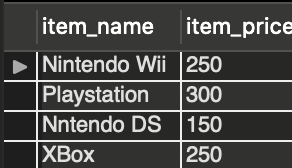 item_name item_price
Nintendo Wii 250
Playstation 300
Nntendo DS 150
XBox 250